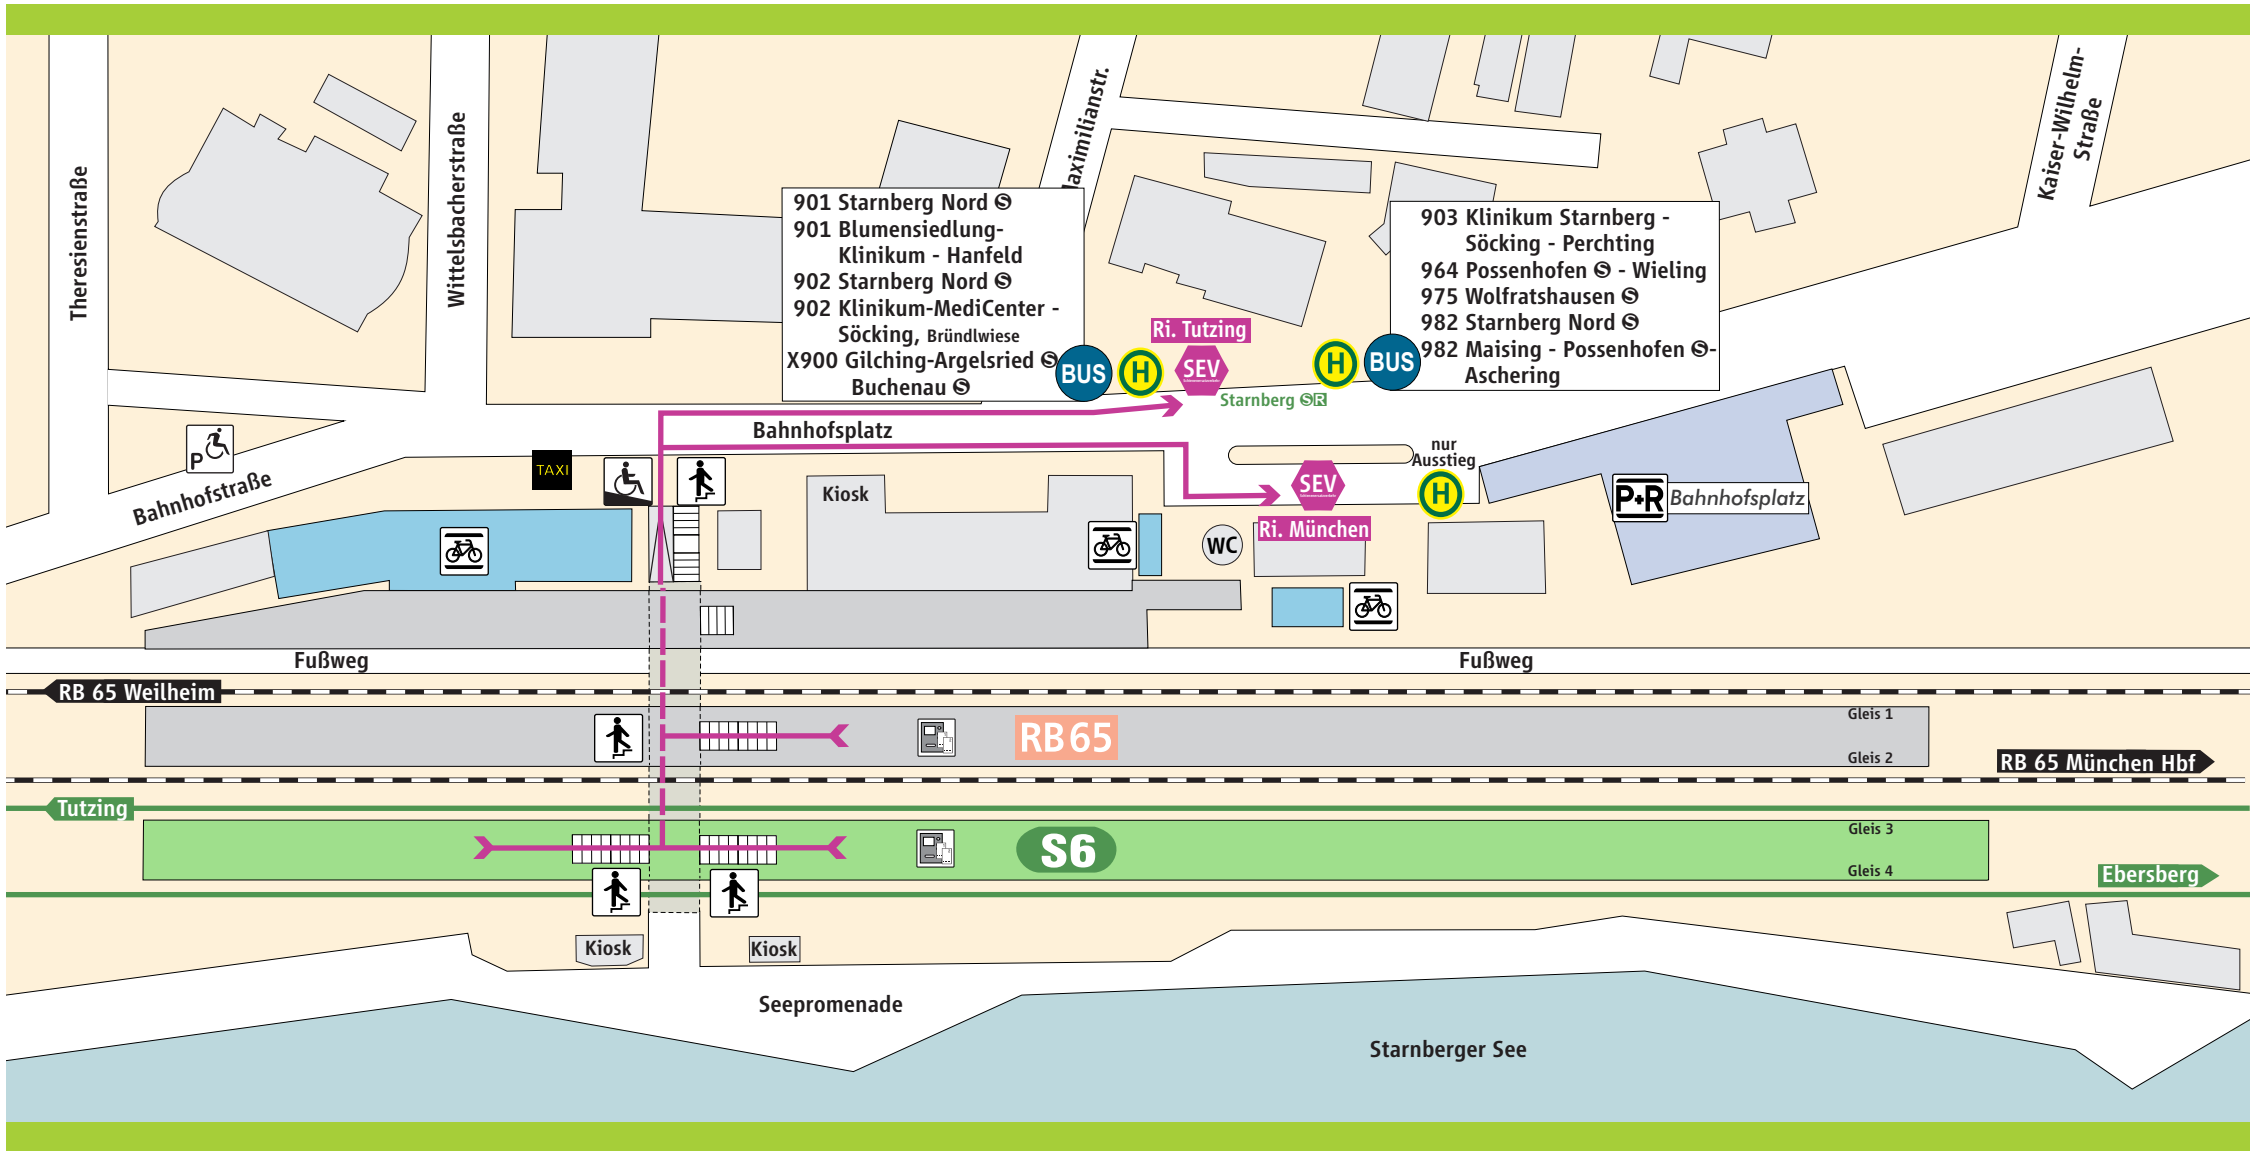 Theresienstraße
Wittelsbacherstraße
Maximilianstr.
Kaiser-Wilhelm-
Straße
901 Starnberg Nord S
901 Blumensiedlung-
Klinikum - Hanfeld
902 Starnberg Nord S
902 Klinikum-MediCenter -
Söcking, Bründlwiese
X900 Gilching-Argelsried S
Buchenau S
BUS
H
Ri. Tutzing
SEV
Starnberg S R
H
BUS
903 Klinikum Starnberg -
Söcking - Perchting
964 Possenhofen S - Wieling
975 Wolfratshausen S
982 Starnberg Nord S
982 Maising - Possenhofen S-
Aschering
Bahnhofsplatz
nur
Ausstieg
H
P
TAXI
Bahnhofstraße
Kiosk
SEV
Ri. München
WC
P+R
Bahnhofsplatz
Fußweg
Fußweg
RB 65 Weilheim
RB 65
Gleis 1
Gleis 2
RB 65 München Hbf
Tutzing
S6
Gleis 3
Gleis 4
Ebersberg
Kiosk
Kiosk
Seepromenade
Starnberger See